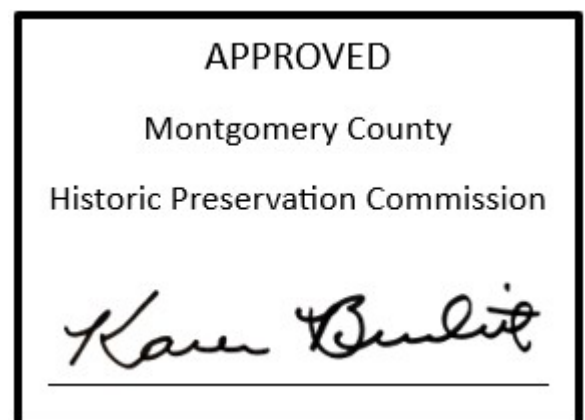 APPROVED
Montgomery County
Historic Preservation Commission
Karen